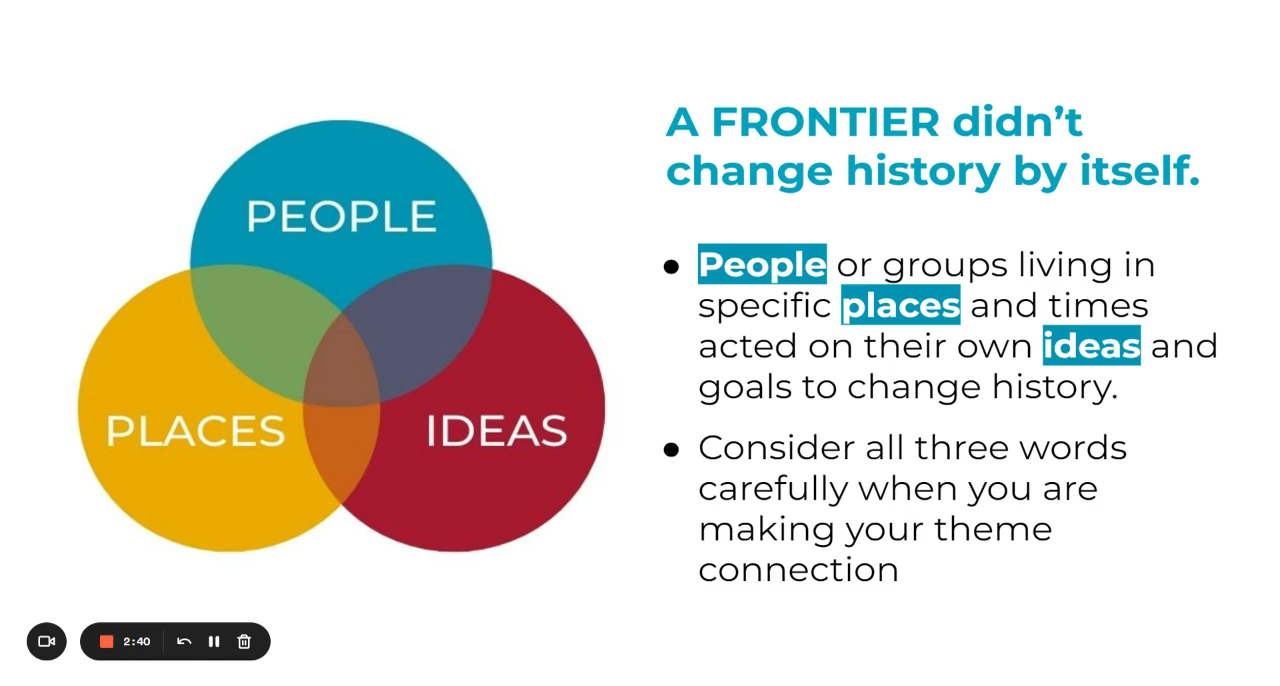 PEOPLE
PLACES
IDEAS
A FRONTIER didn’t
change history by itself.
● People or groups living in
specific places and times
acted on their own ideas and
goals to change history.
● Consider all three words
carefully when you are
making your theme
connection
2:40